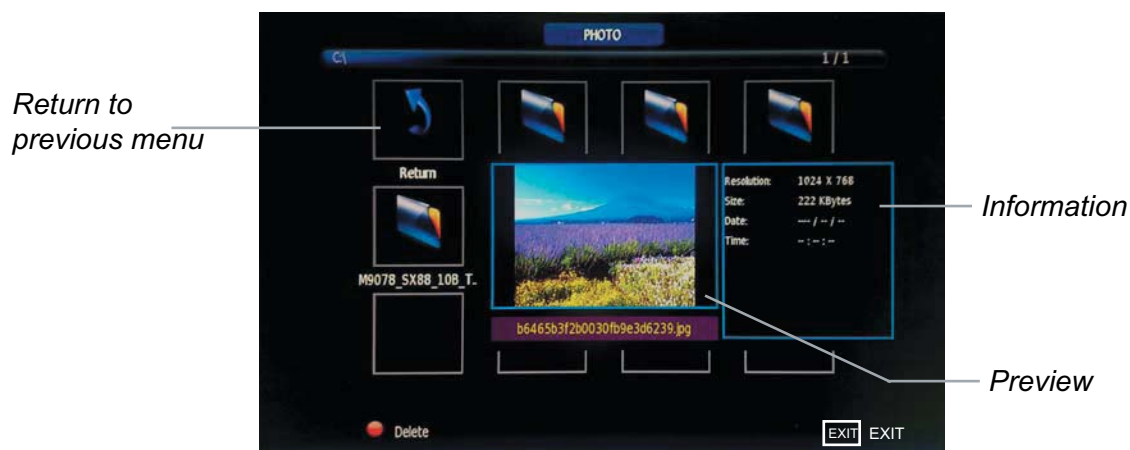 PHOTO
C:\
1 / 1
Return to
previous menu
Return
Resolution: 1024 X 768
Size: 222 KBytes
Date: ---- / -- / --
Time: -- : -- : --
Information
M9078_SX88_10B_T..
b6465b3f2b0030fb9e3d6239.jpg
Preview
Delete
EXIT EXIT